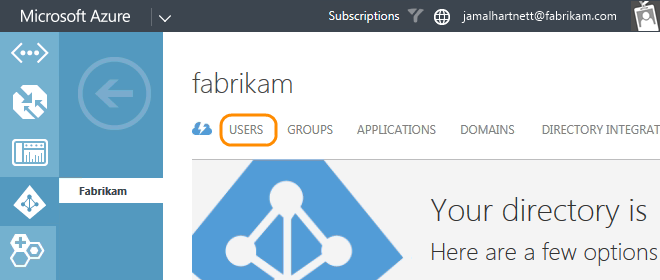 Microsoft Azure
Subscriptions
jamalhartnett@fabrikam.com
fabrikam
USERS GROUPS APPLICATIONS DOMAINS DIRECTORY INTEGRAT
Fabrikam
Your directory is
Here are a few options